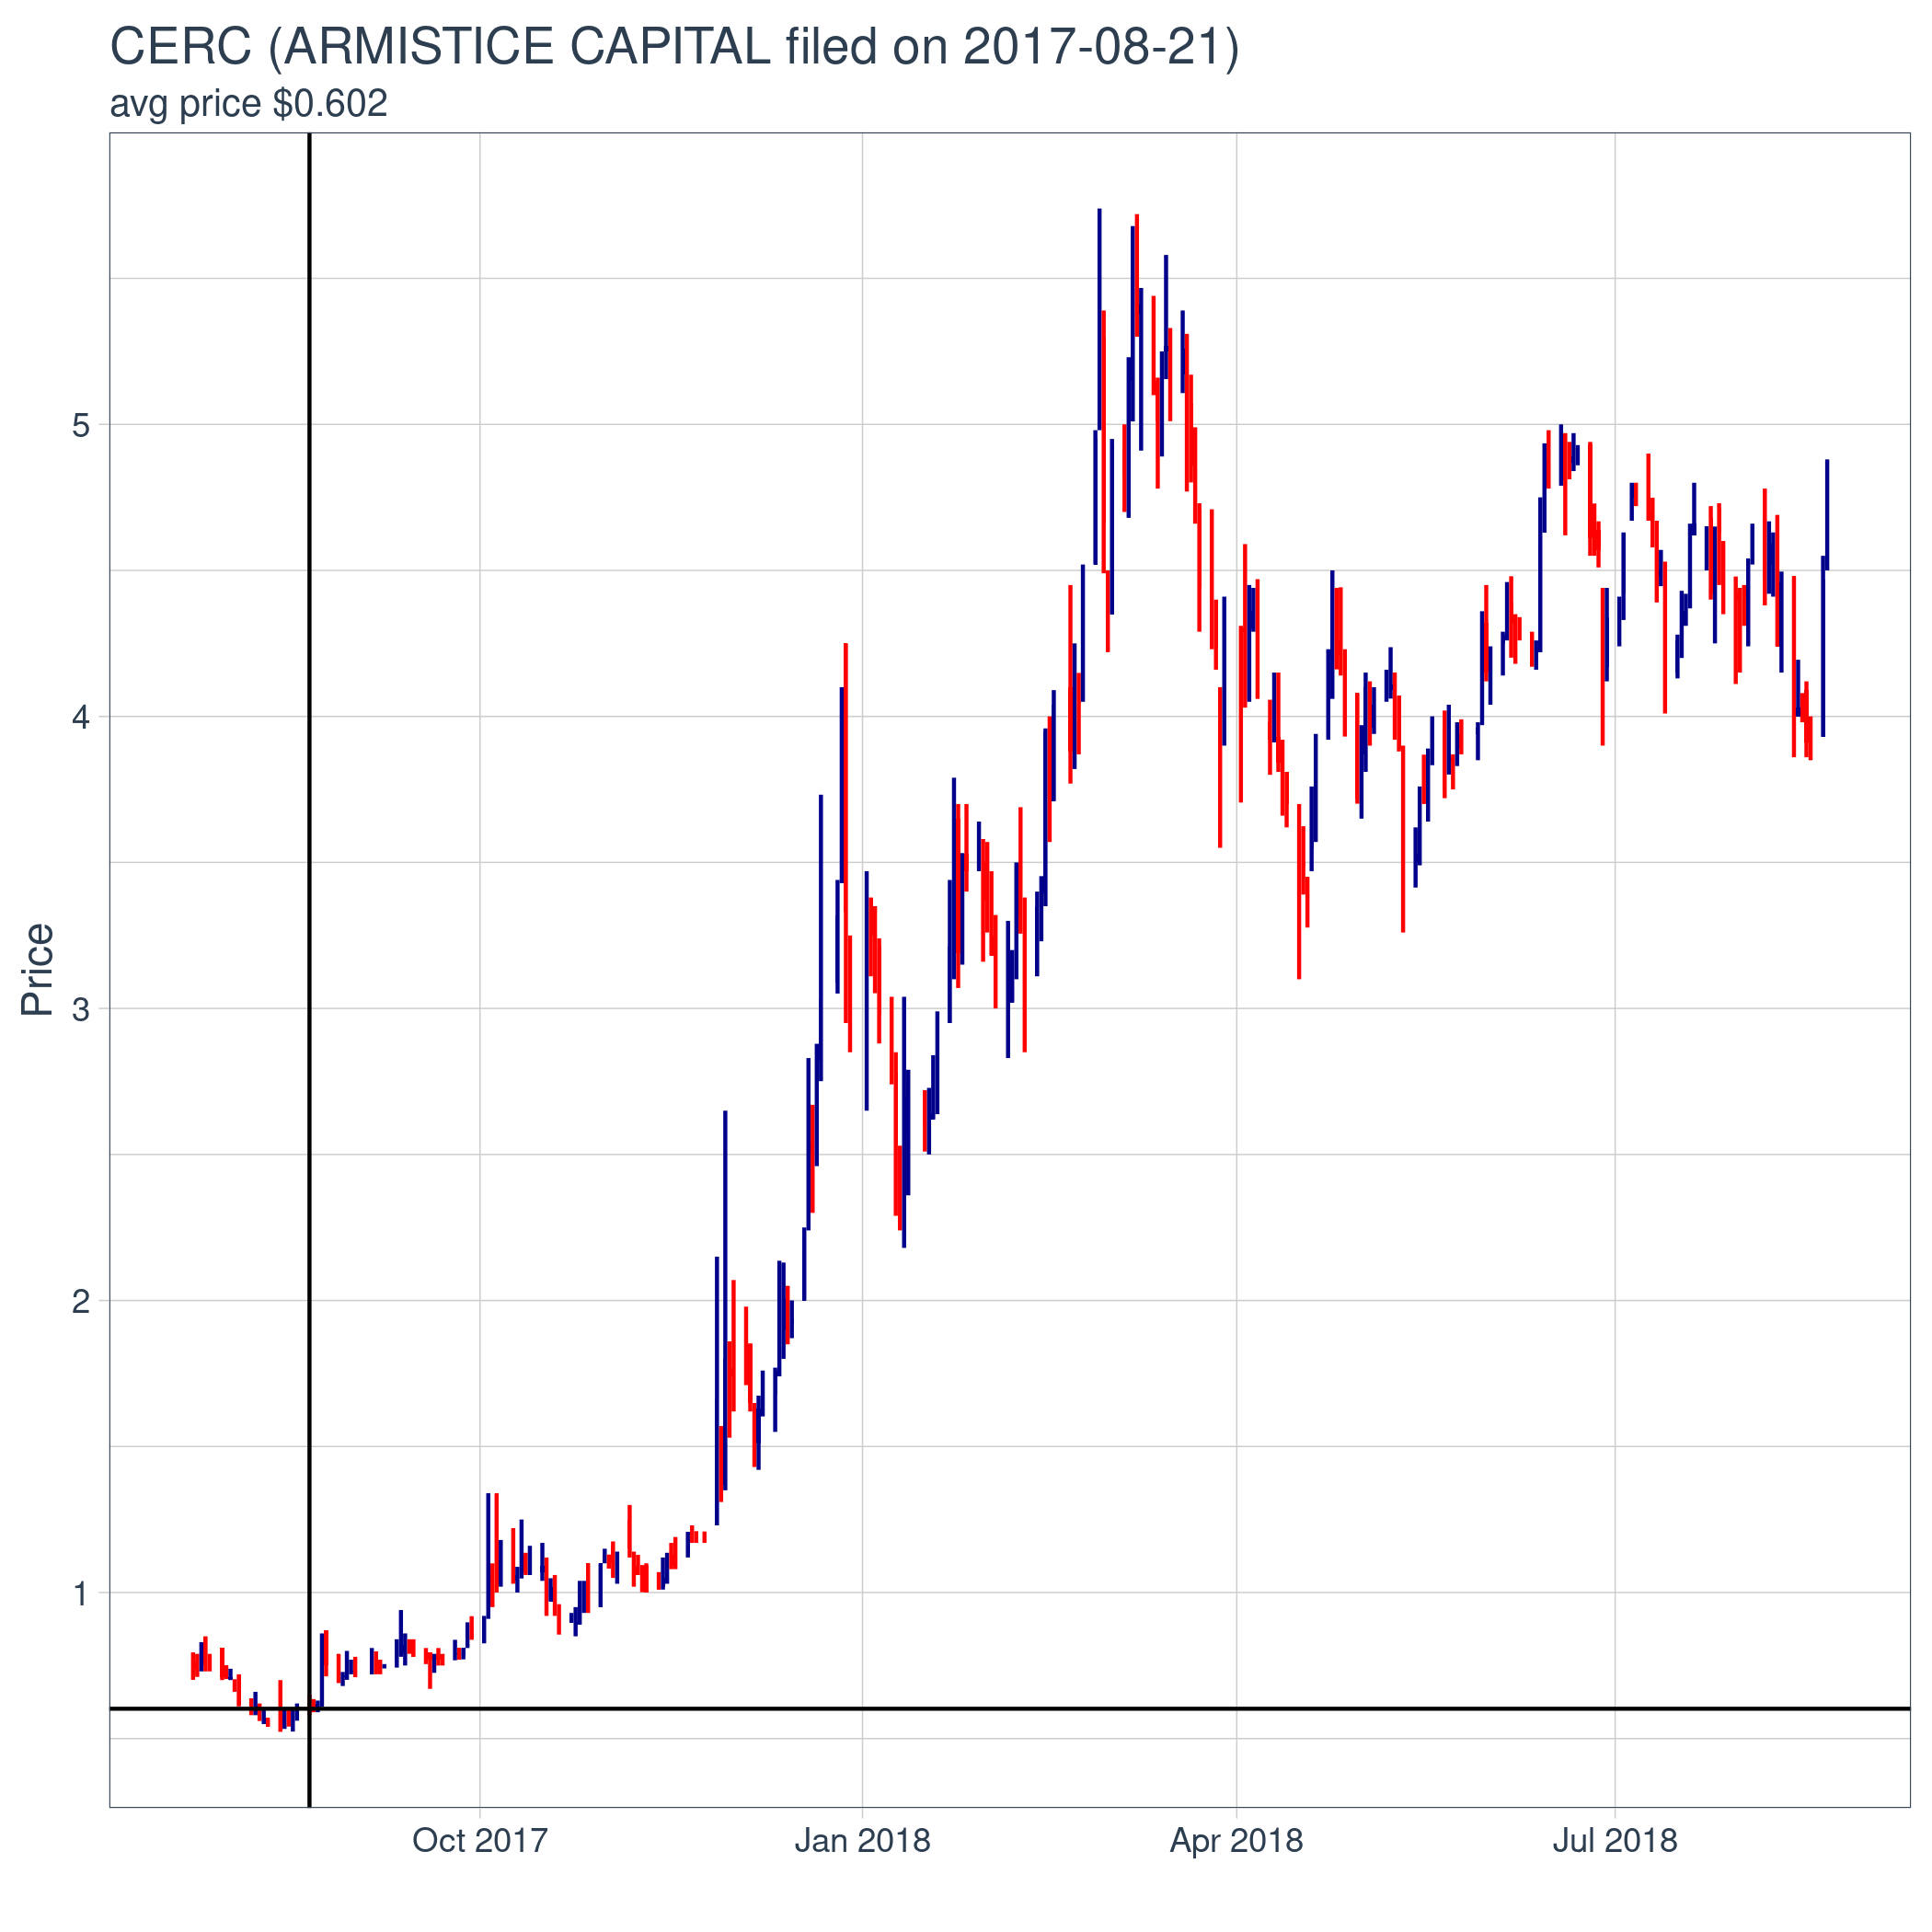 CERC (ARMISTICE CAPITAL filed on 2017-08-21)
avg price $0.602
Price
5
4
3
2
1
Oct 2017
Jan 2018
Apr 2018
Jul 2018